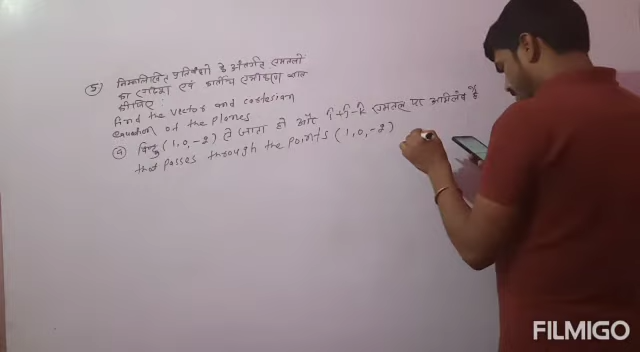 5) निम्नलिखित प्रतिबंधो के अंतर्गत समतलों
का सदिश एवं कार्तीय समीकरण ज्ञात
कीजिए:
find the vector and cartesian
equation of the planes
(a) बिन्दु (1, 0, -2) से जाता हो और î+ĵ-k̂ समतल पर अभिलंब है
that passes through the points (1, 0, -2)
FILMIGO